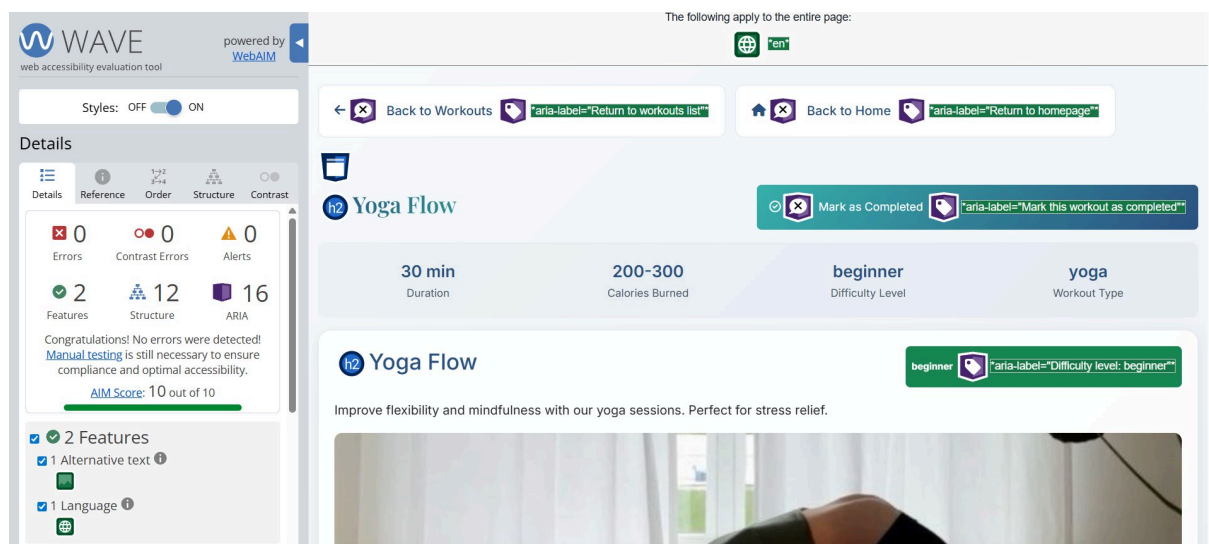 WAVE
powered by
WebAIM
web accessibility evaluation tool
Styles: OFF ON
Details
Details Reference Order Structure Contrast
0 0 0
Errors Contrast Errors Alerts
2 12 16
Features Structure ARIA
Congratulations! No errors were detected!
Manual testing is still necessary to ensure
compliance and optimal accessibility.
AIM Score: 10 out of 10
2 Features
1 Alternative text
1 Language
The following apply to the entire page:
*en*
Back to Workouts *aria-label="Return to workouts list"*
Back to Home *aria-label="Return to homepage"*
h2 Yoga Flow
Mark as Completed *aria-label="Mark this workout as completed"*
30 min 200-300 beginner yoga
Duration Calories Burned Difficulty Level Workout Type
h2 Yoga Flow
beginner *aria-label="Difficulty level: beginner"*
Improve flexibility and mindfulness with our yoga sessions. Perfect for stress relief.